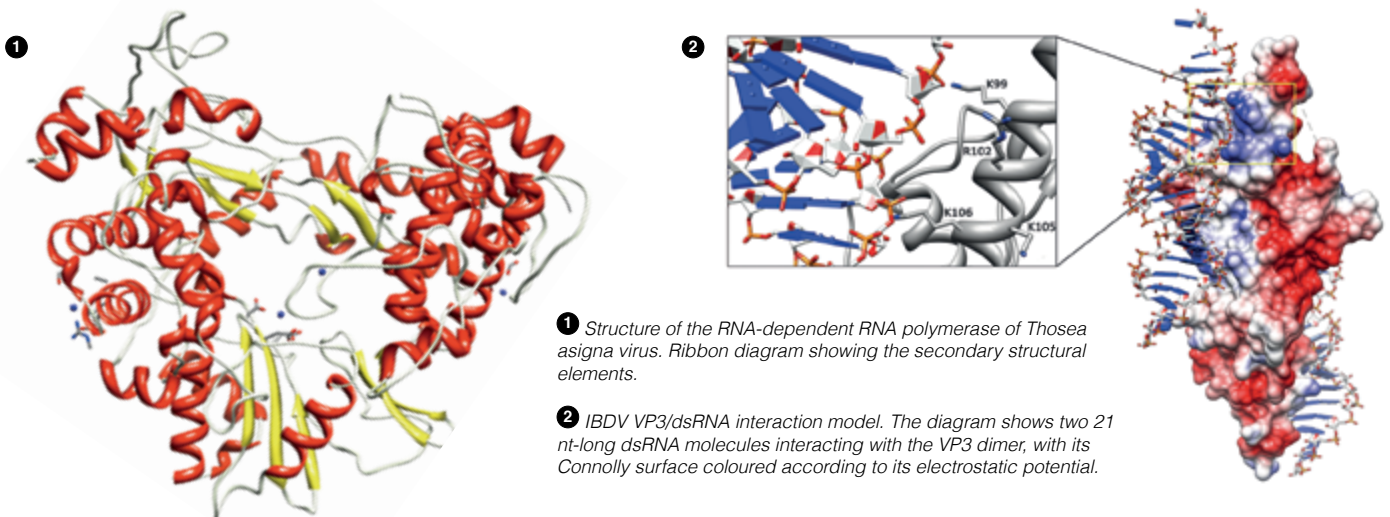 1
2
K99
R102
K106
K105
1 Structure of the RNA-dependent RNA polymerase of Thosea
asigna virus. Ribbon diagram showing the secondary structural
elements.
2 IBDV VP3/dsRNA interaction model. The diagram shows two 21
nt-long dsRNA molecules interacting with the VP3 dimer, with its
Connolly surface coloured according to its electrostatic potential.